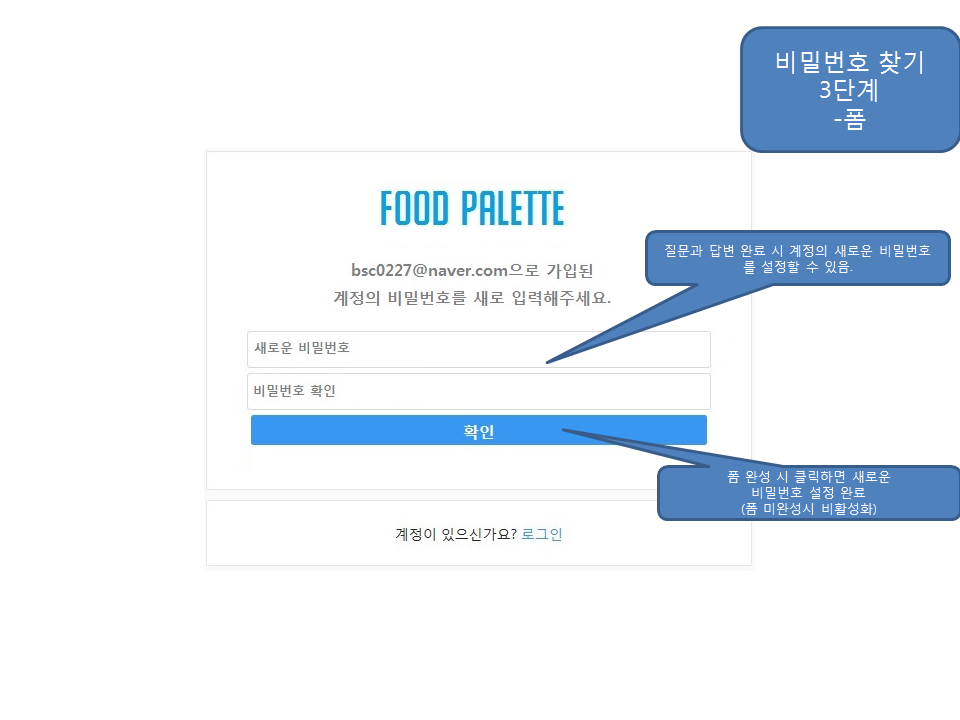 비밀번호 찾기
3단계
-폼
FOOD PALETTE
질문과 답변 완료 시 계정의 새로운 비밀번호
를 설정할 수 있음.
bsc0227@naver.com으로 가입된
계정의 비밀번호를 새로 입력해주세요.
새로운 비밀번호
비밀번호 확인
확인
폼 완성 시 클릭하면 새로운
비밀번호 설정 완료
(폼 미완성시 비활성화)
계정이 있으신가요? 로그인